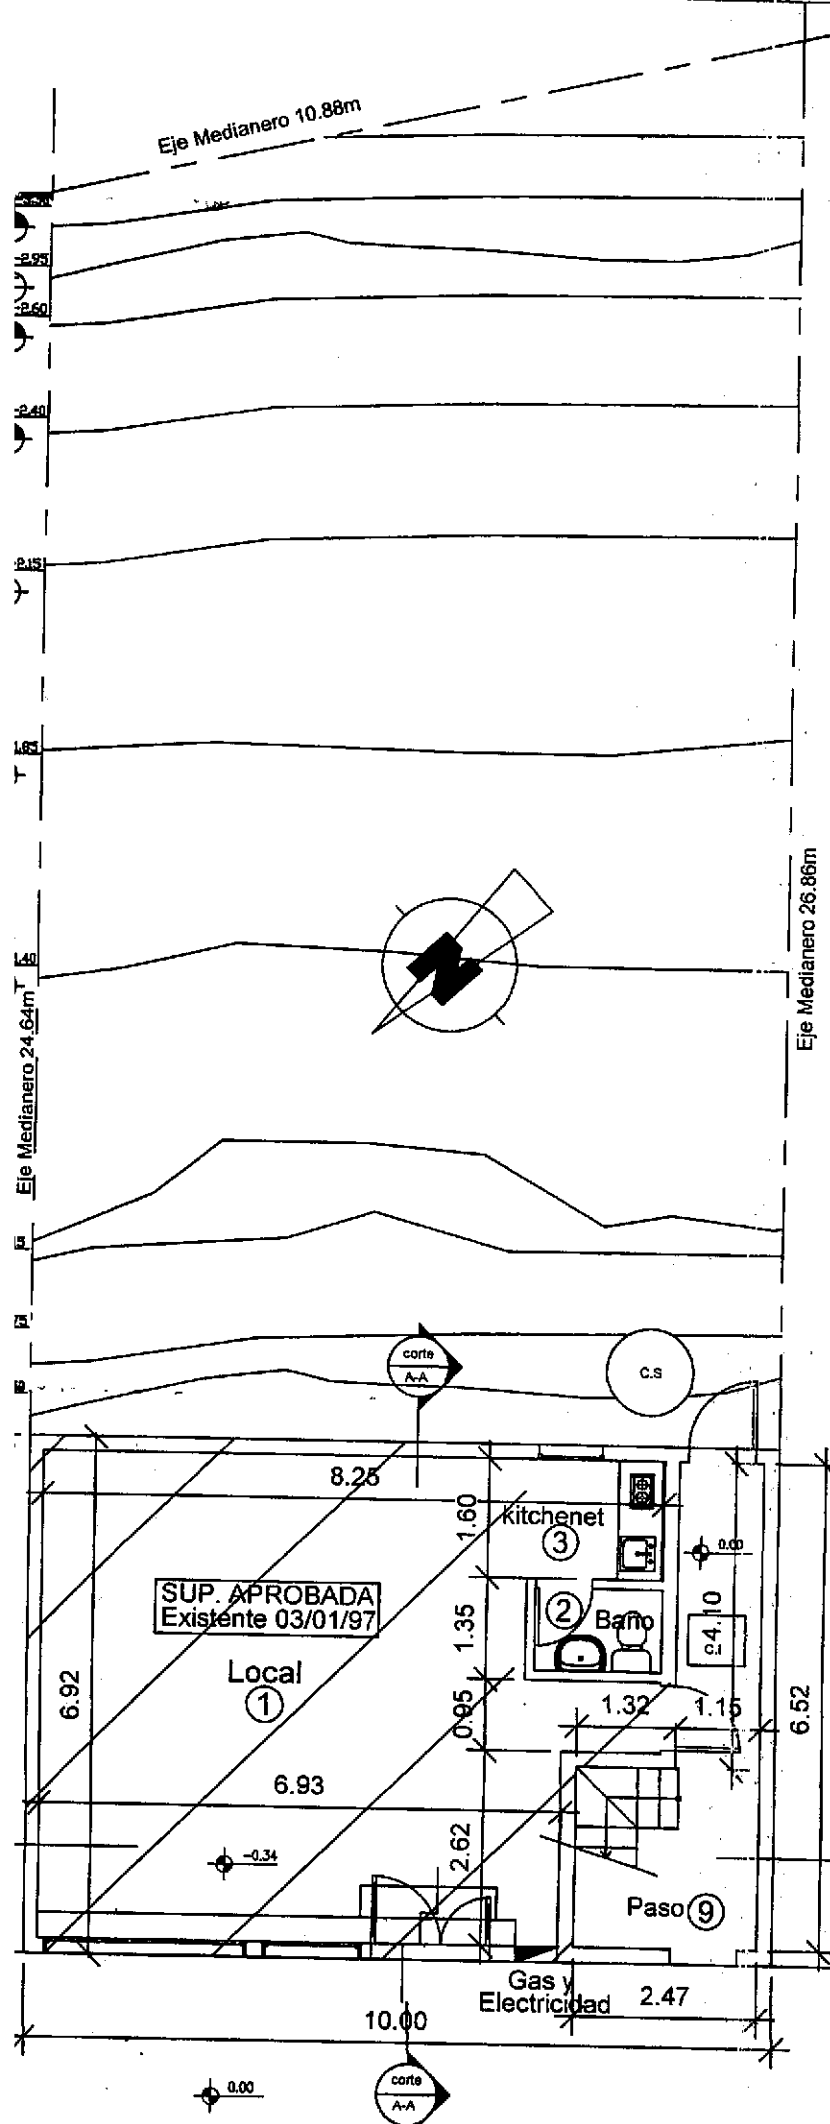 Eje Medianero 10.88m
-2.95
-2.60
-2.40
-2.15
1.85
Eje Medianero 26.86m
N
1.40
Eje Medianero 24.64m
corte
A-A
C.S
8.25
1.60
kitchenet
3
0.00
SUP. APROBADA
Existente 03/01/97
1.35
2
Baño
4.10
C.I
Local
1
6.92
0.95
1.32
1.15
6.52
6.93
2.62
-0.34
Paso 9
Gas y
Electricidad
2.47
10.00
0.00
corte
A-A